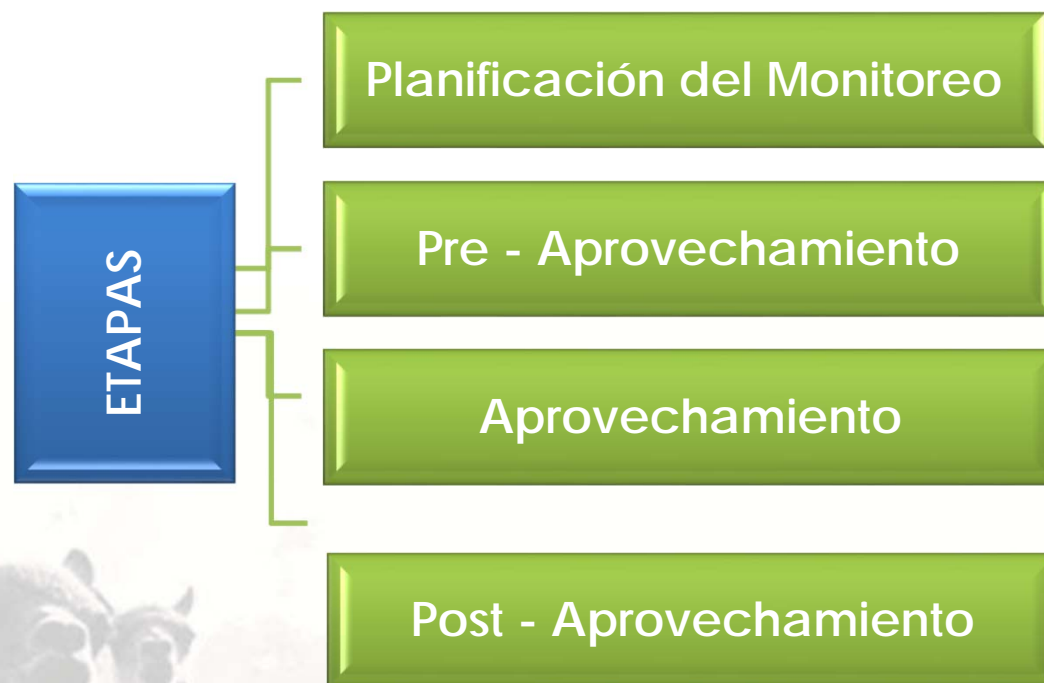 Planificación del Monitoreo
Pre - Aprovechamiento
ETAPAS
Aprovechamiento
Post - Aprovechamiento